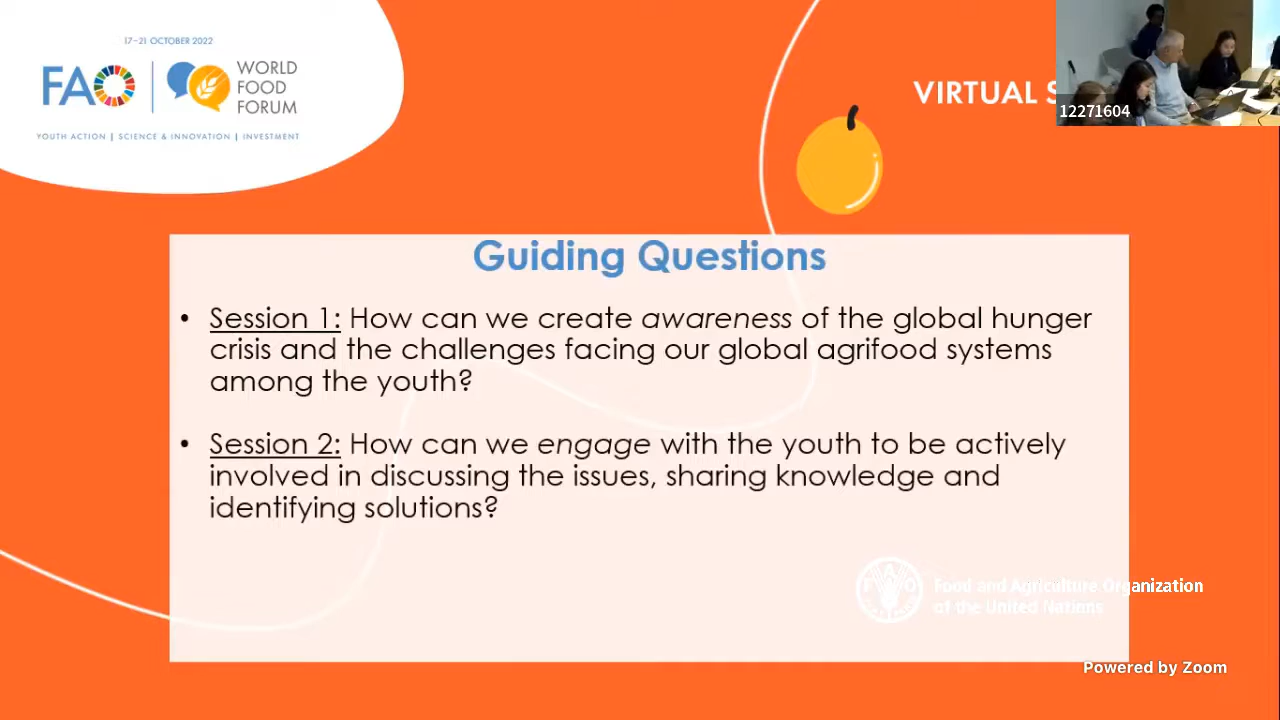 17–21 OCTOBER 2022
FAO
WORLD
FOOD
FORUM
YOUTH ACTION | SCIENCE & INNOVATION | INVESTMENT
VIRTUAL
12271604
Guiding Questions
• Session 1: How can we create awareness of the global hunger
crisis and the challenges facing our global agrifood systems
among the youth?
• Session 2: How can we engage with the youth to be actively
involved in discussing the issues, sharing knowledge and
identifying solutions?
Food and Agriculture Organization
of the United Nations
Powered by Zoom